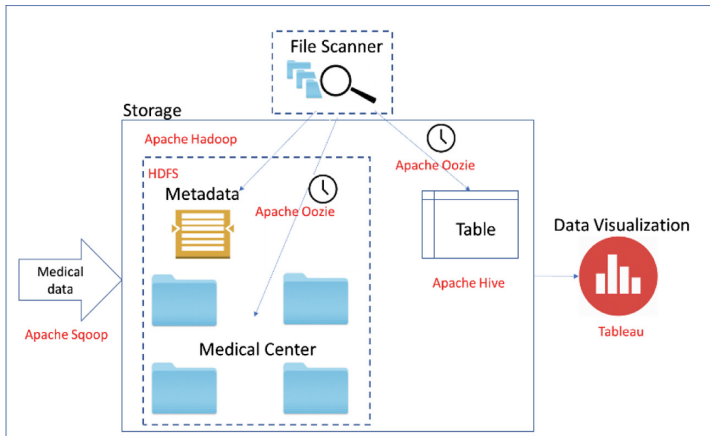 File Scanner
Storage
Apache Hadoop
Apache Oozie
HDFS
Metadata
Apache Oozie
Table
Data Visualization
Medical
data
Apache Hive
Apache Sqoop
Tableau
Medical Center